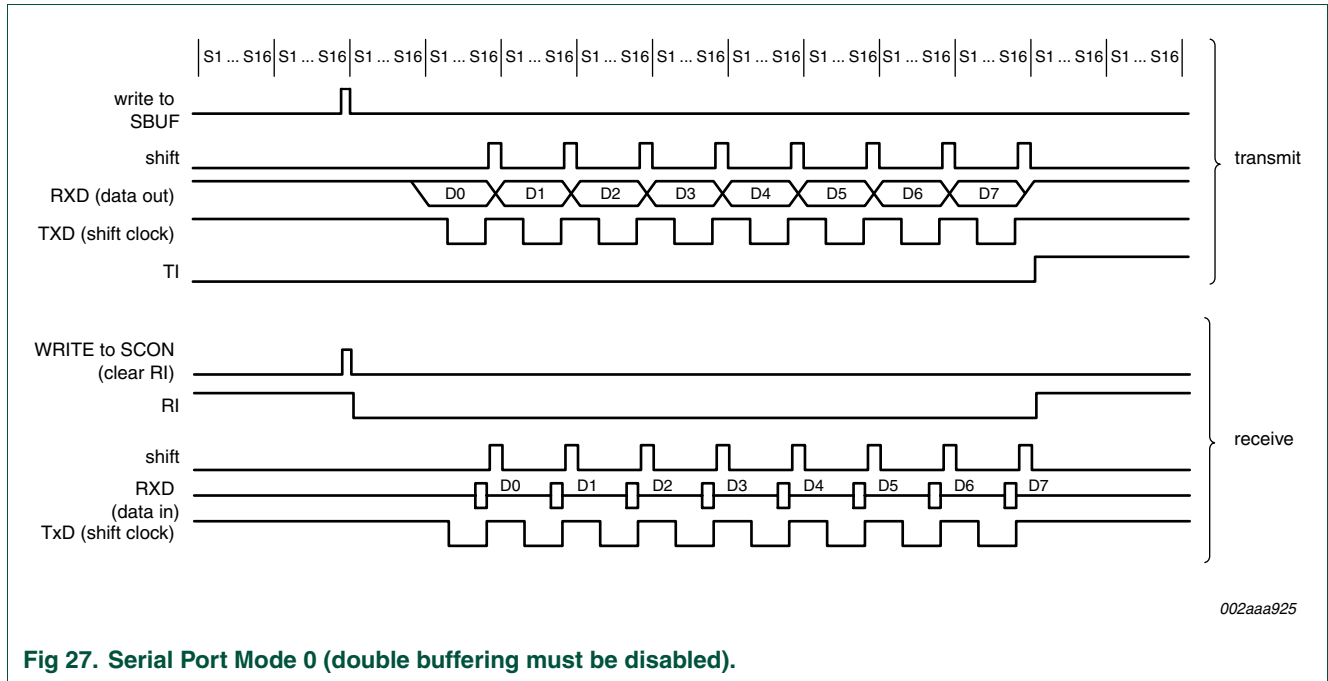 S1 ... S16 S1 ... S16 S1 ... S16 S1 ... S16 S1 ... S16 S1 ... S16 S1 ... S16 S1 ... S16 S1 ... S16 S1 ... S16 S1 ... S16 S1 ... S16 S1 ... S16
write to
SBUF
shift
transmit
RXD (data out) D0 D1 D2 D3 D4 D5 D6 D7
TXD (shift clock)
TI
WRITE to SCON
(clear RI)
RI
receive
shift
RXD D0 D1 D2 D3 D4 D5 D6 D7
(data in)
TxD (shift clock)
002aaa925
Fig 27. Serial Port Mode 0 (double buffering must be disabled).